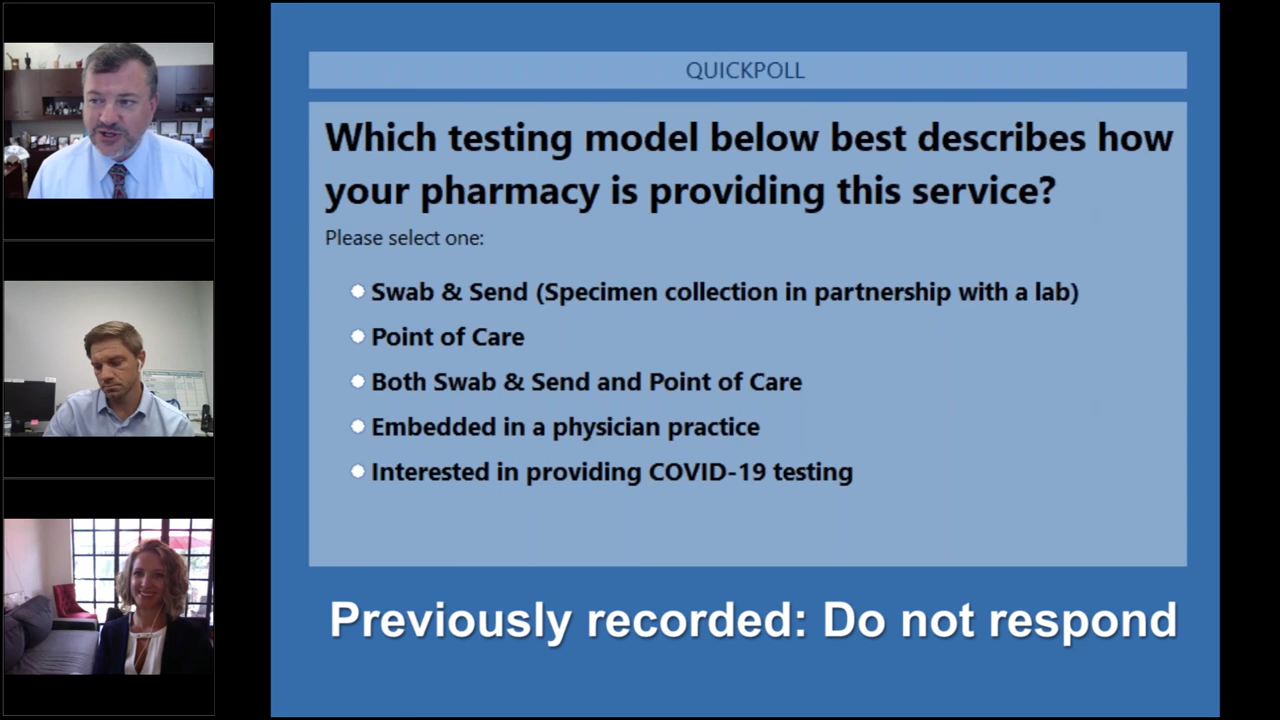 QUICKPOLL
Which testing model below best describes how
your pharmacy is providing this service?
Please select one:
Swab & Send (Specimen collection in partnership with a lab)
Point of Care
Both Swab & Send and Point of Care
Embedded in a physician practice
Interested in providing COVID-19 testing
Previously recorded: Do not respond